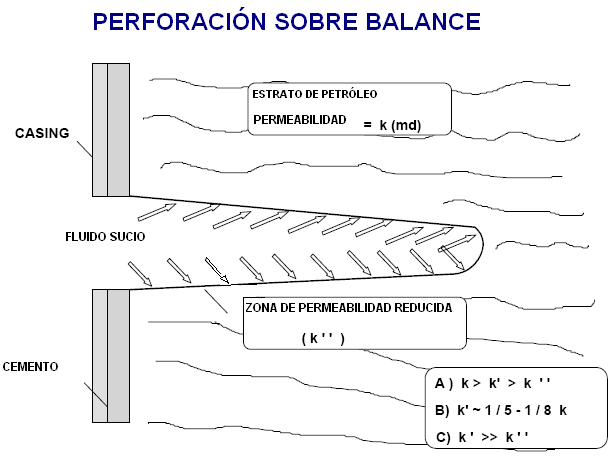 PERFORACIÓN SOBRE BALANCE
ESTRATO DE PETRÓLEO
PERMEABILIDAD = k (md)
CASING
FLUIDO SUCIO
ZONA DE PERMEABILIDAD REDUCIDA
( k ' ' )
CEMENTO
A ) k > k' > k ' '
B) k' ~ 1 / 5 - 1 / 8 k
C) k ' >> k ' '